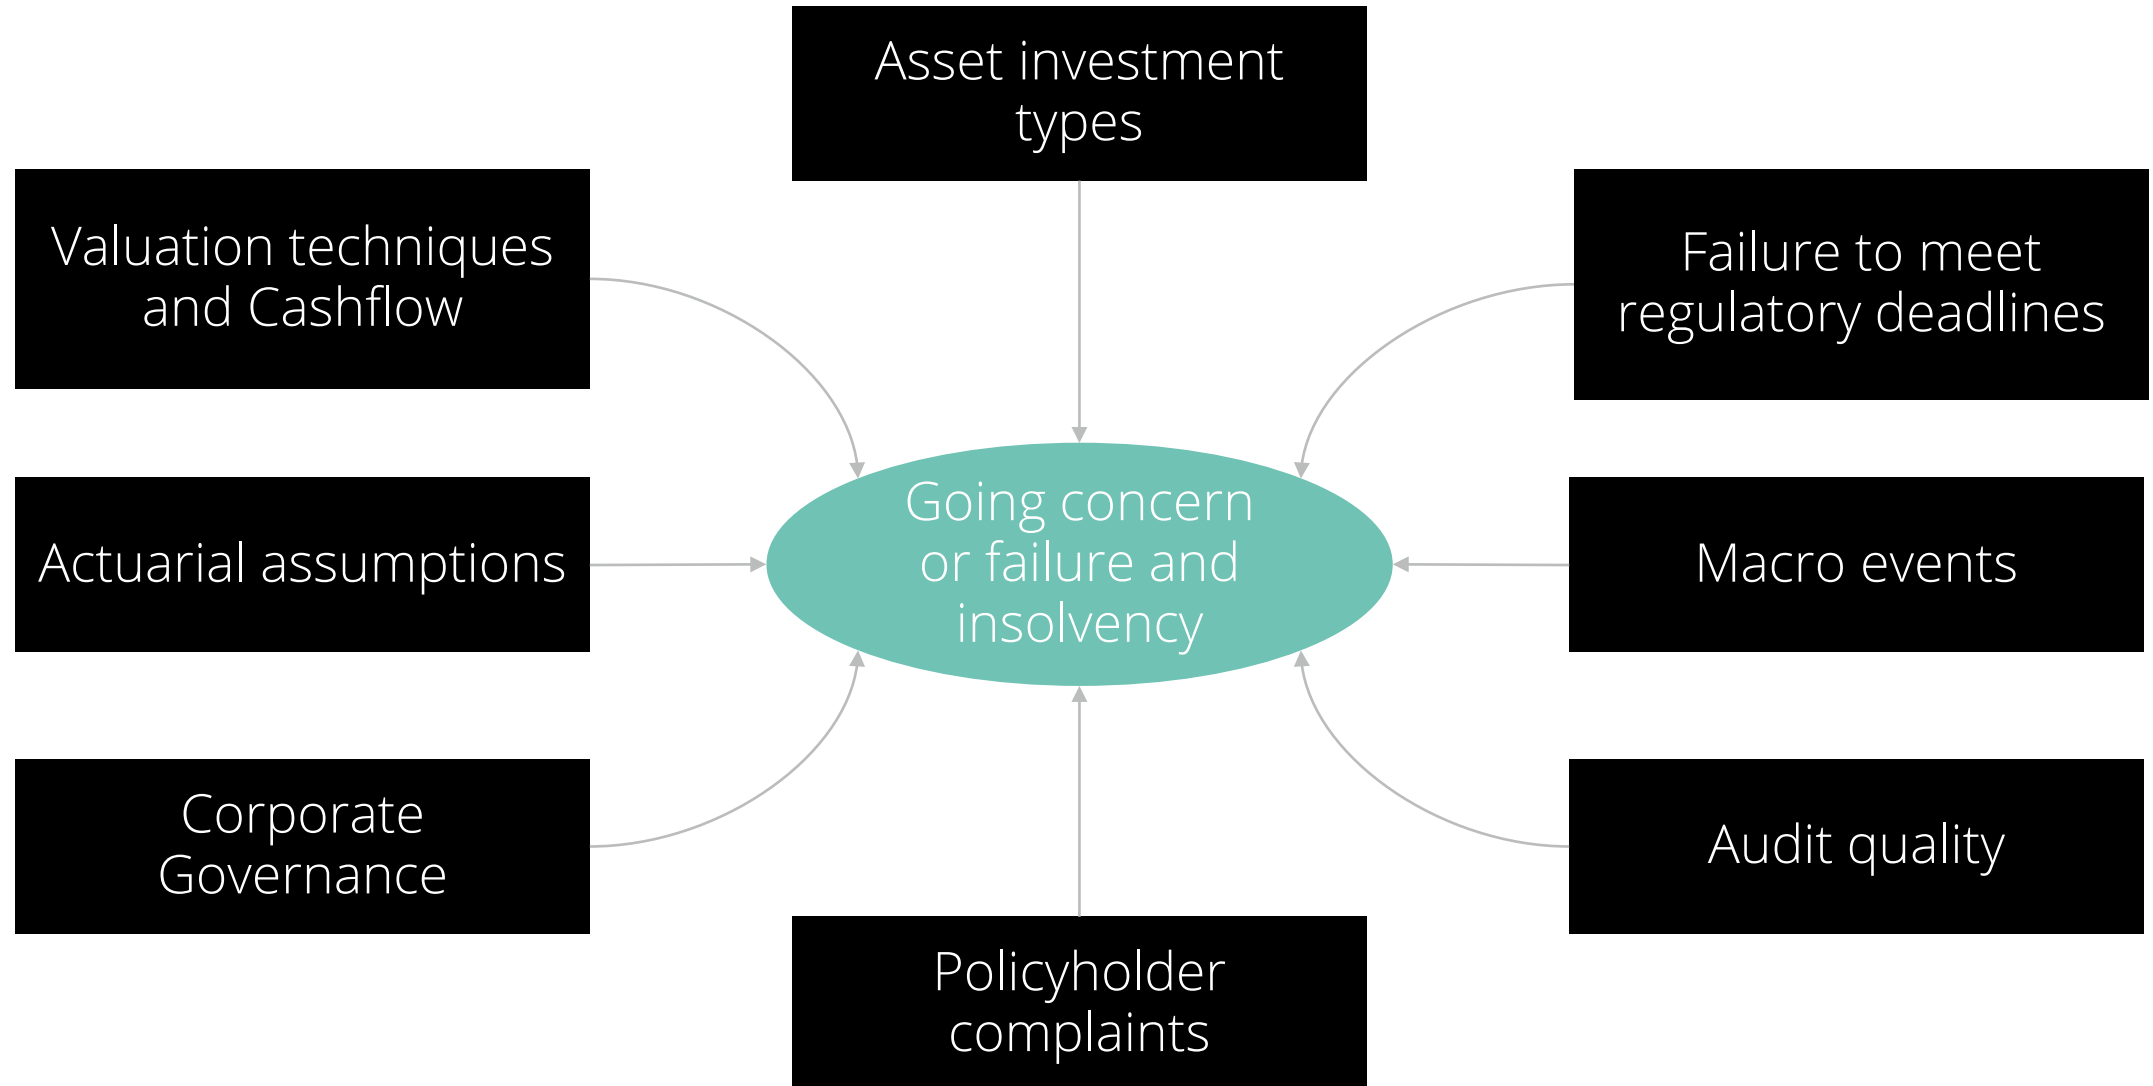 Asset investment
types
Valuation techniques
and Cashflow
Failure to meet
regulatory deadlines
Going concern
or failure and
insolvency
Actuarial assumptions
Macro events
Corporate
Governance
Audit quality
Policyholder
complaints